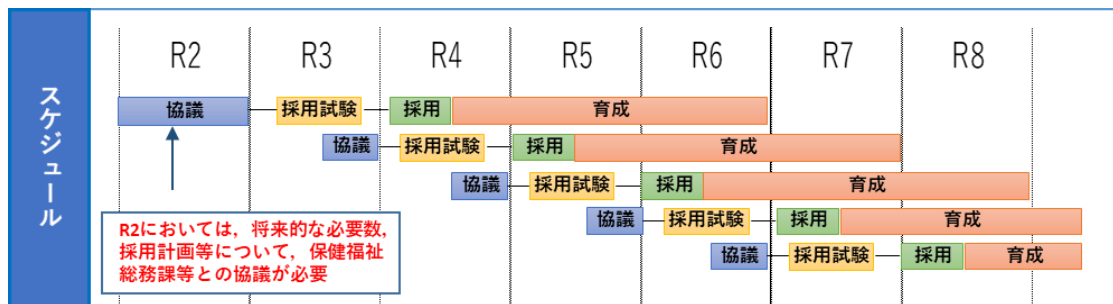 スケジュール
R2 R3 R4 R5 R6 R7 R8
協議 採用試験 採用 育成
協議 採用試験 採用 育成
協議 採用試験 採用 育成
協議 採用試験 採用 育成
協議 採用試験 採用 育成
R2においては，将来的な必要数，
採用計画等について，保健福祉
総務課等との協議が必要